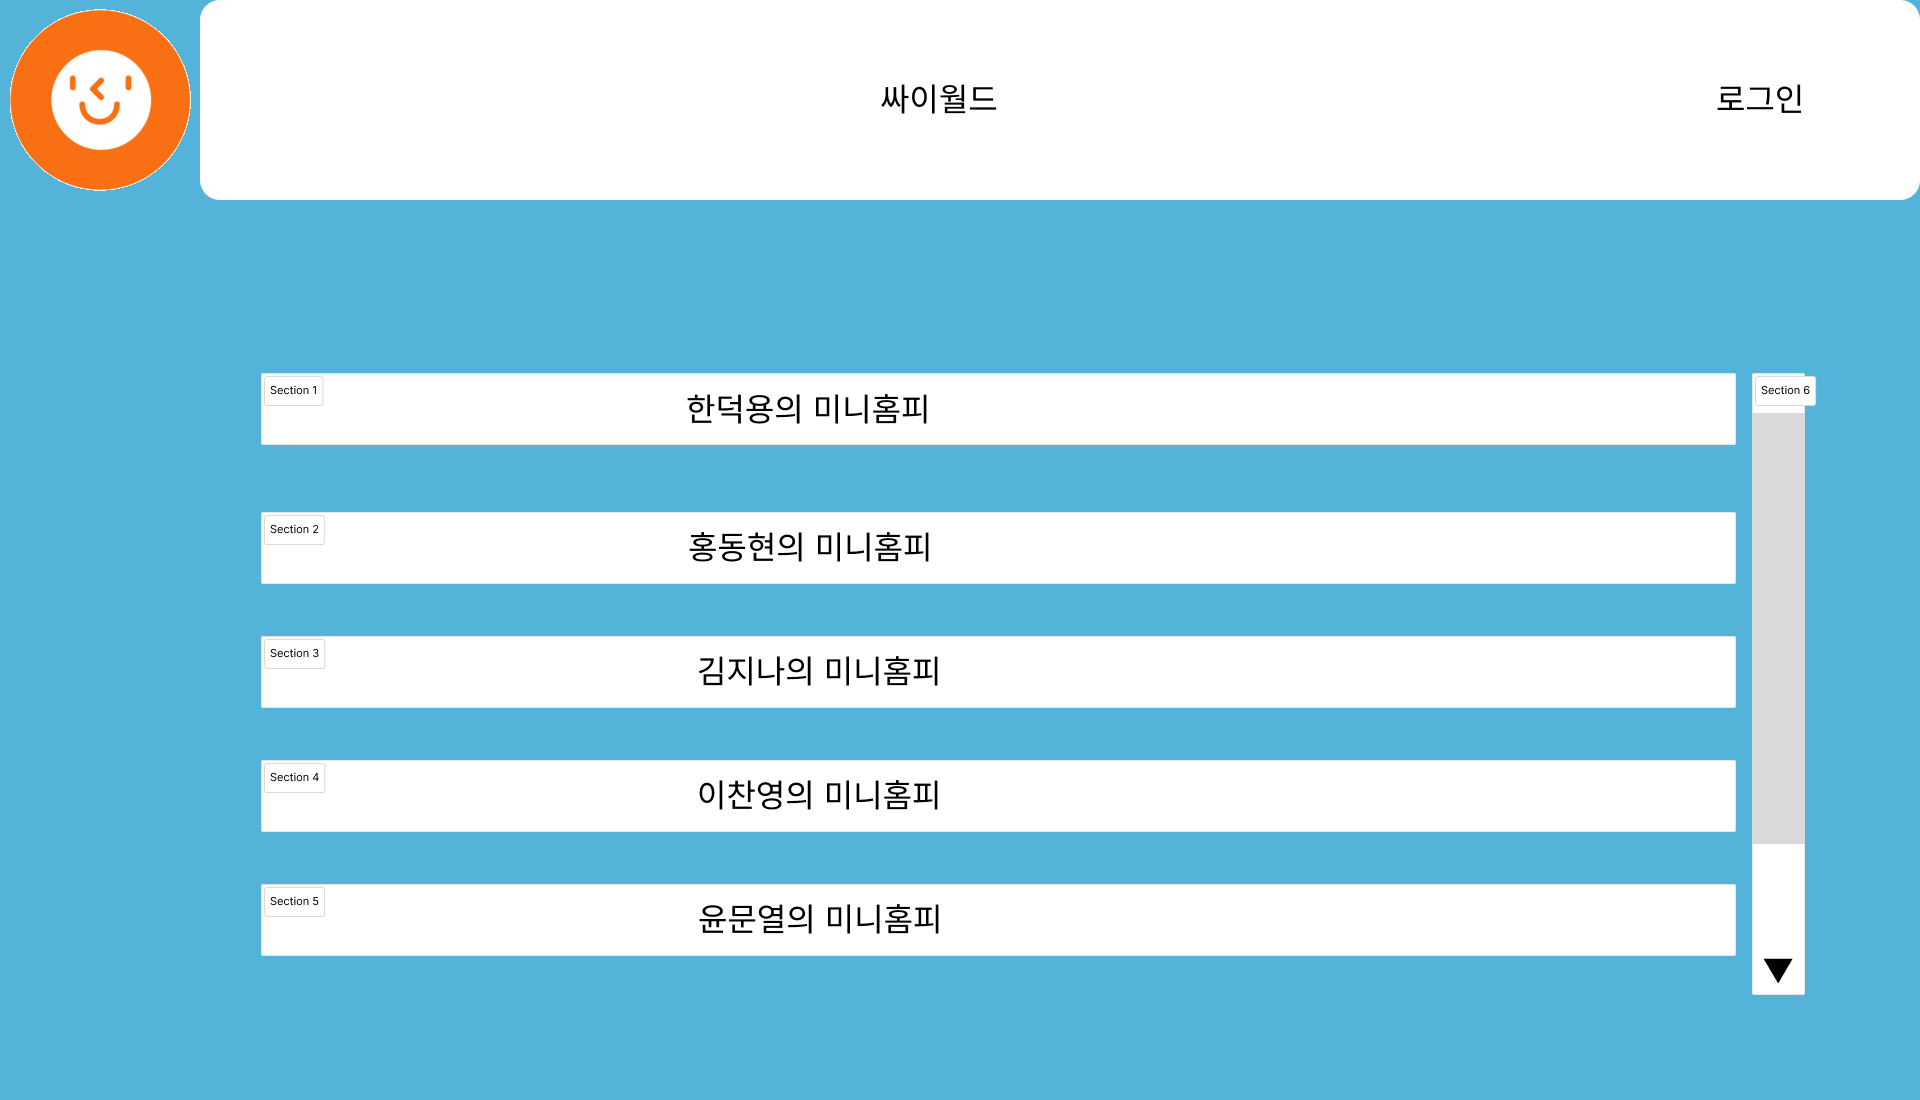 싸이월드
로그인
Section 1
한덕용의 미니홈피
Section 6
Section 2
홍동현의 미니홈피
Section 3
김지나의 미니홈피
Section 4
이찬영의 미니홈피
Section 5
윤문열의 미니홈피